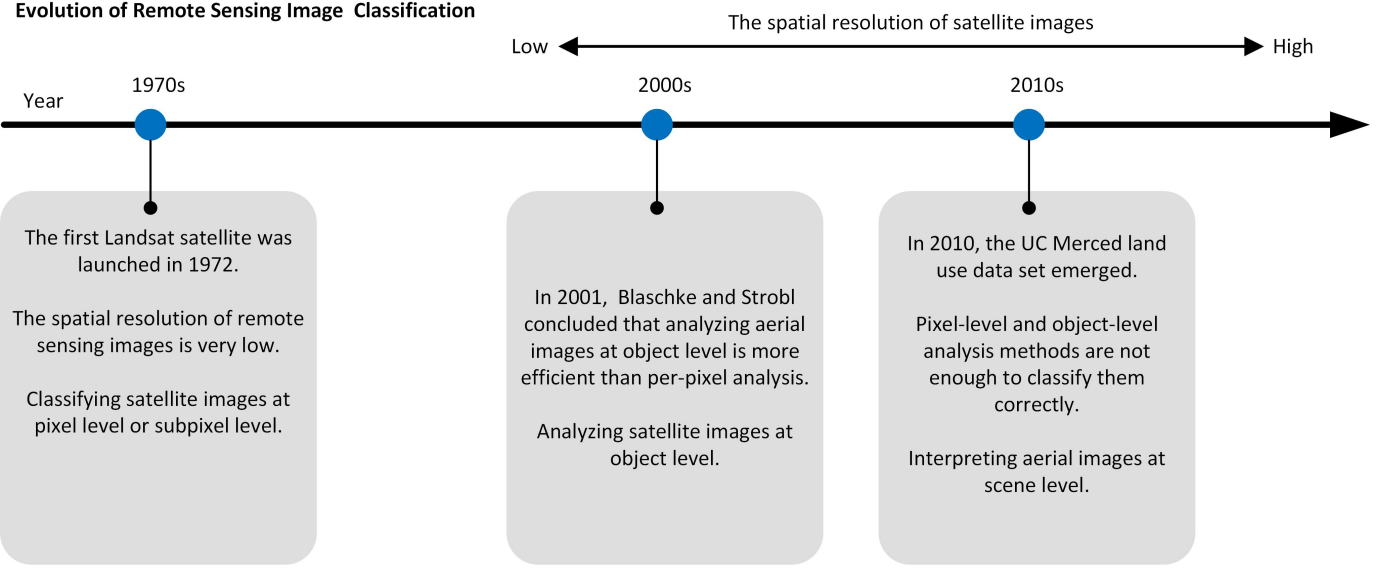 Evolution of Remote Sensing Image Classification
The spatial resolution of satellite images
Low
High
1970s
2000s
2010s
Year
The first Landsat satellite was
launched in 1972.
The spatial resolution of remote
sensing images is very low.
Classifying satellite images at
pixel level or subpixel level.
In 2001, Blaschke and Strobl
concluded that analyzing aerial
images at object level is more
efficient than per-pixel analysis.
Analyzing satellite images at
object level.
In 2010, the UC Merced land
use data set emerged.
Pixel-level and object-level
analysis methods are not
enough to classify them
correctly.
Interpreting aerial images at
scene level.